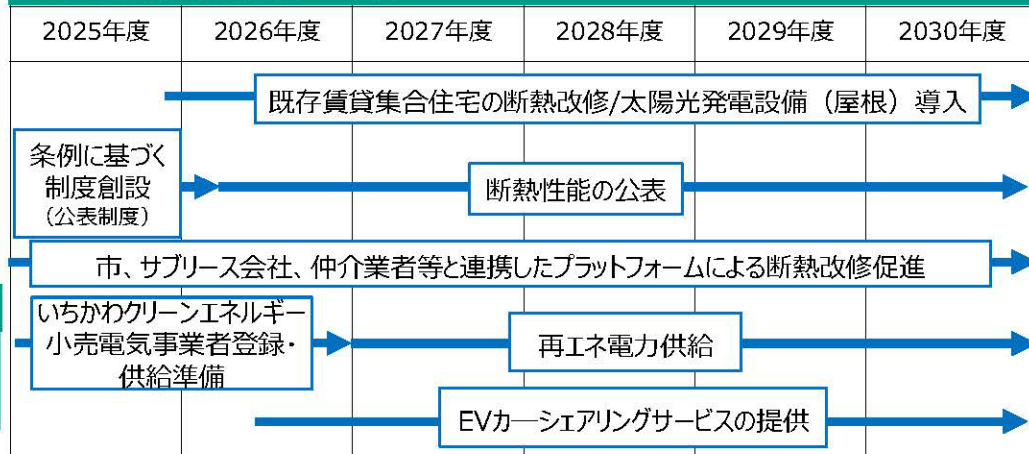 2025年度 2026年度 2027年度 2028年度 2029年度 2030年度
既存賃貸集合住宅の断熱改修/太陽光発電設備（屋根）導入
条例に基づく
制度創設
（公表制度）
断熱性能の公表
市、サブリース会社、仲介業者等と連携したプラットフォームによる断熱改修促進
いちかわクリーンエネルギー
小売電気事業者登録・
供給準備
再エネ電力供給
EVカーシェアリングサービスの提供